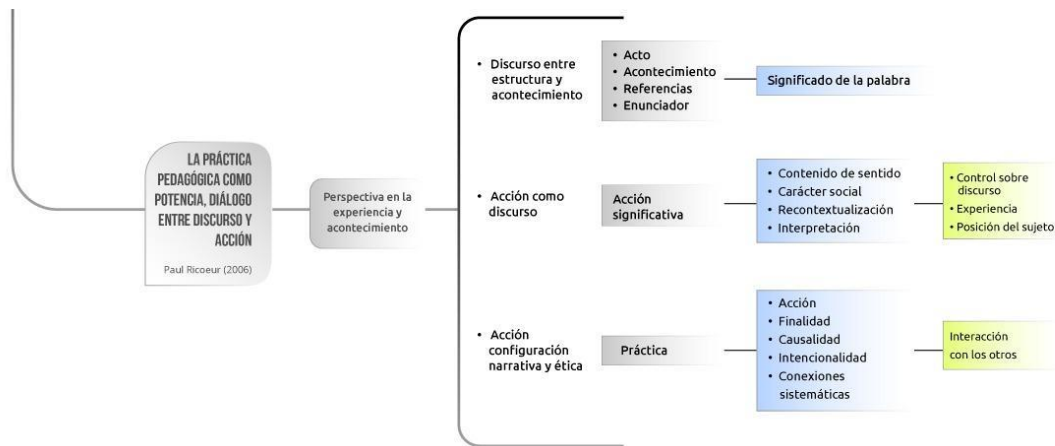 LA PRÁCTICA
PEDAGÓGICA COMO
POTENCIA, DIÁLOGO
ENTRE DISCURSO Y
ACCIÓN
Paul Ricoeur (2006)
Perspectiva en la
experiencia y
acontecimiento
• Discurso entre
estructura y
acontecimiento
• Acto
• Acontecimiento
• Referencias
• Enunciador
Significado de la palabra
• Acción como
discurso
Acción
significativa
• Contenido de sentido
• Carácter social
• Recontextualización
• Interpretación
• Control sobre
discurso
• Experiencia
• Posición del sujeto
• Acción
configuración
narrativa y ética
Práctica
• Acción
• Finalidad
• Causalidad
• Intencionalidad
• Conexiones
sistemáticas
Interacción
con los otros